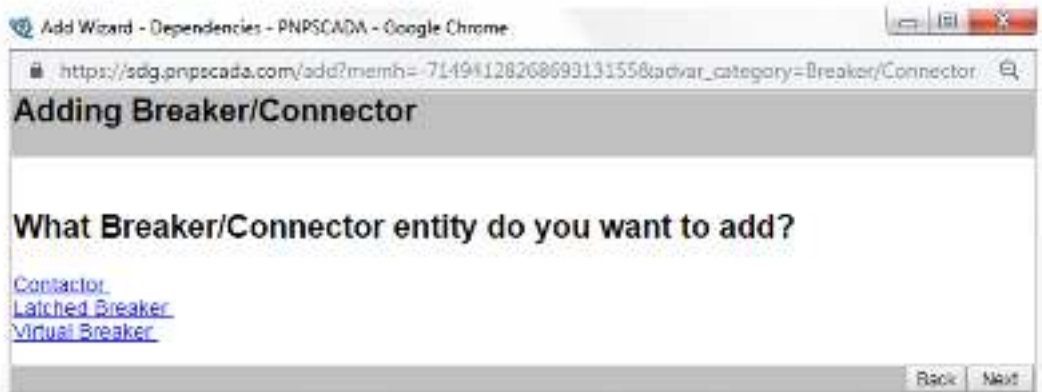 Add Wizard - Dependencies - PNPSCADA - Google Chrome
https://sdg.pnpscada.com/add?memh=-7149412826869313155&advar_category=Breaker/Connector
Adding Breaker/Connector
What Breaker/Connector entity do you want to add?
Contactor
Latched Breaker
Virtual Breaker
Back Next